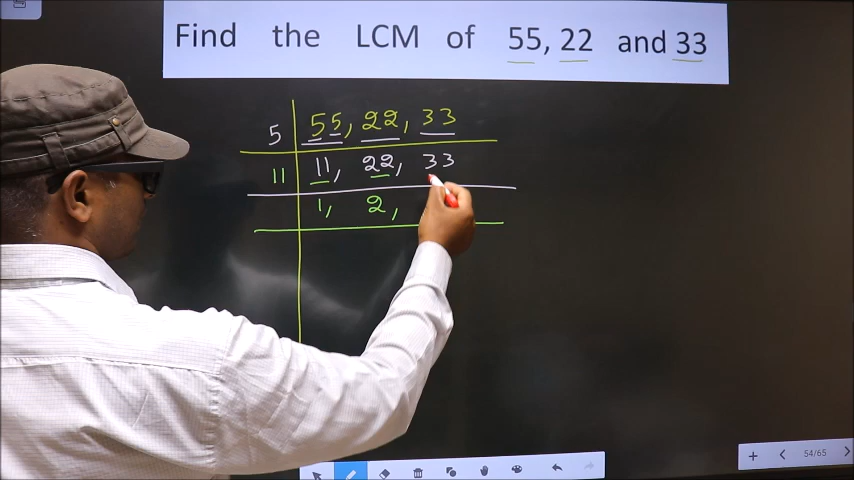 Find the LCM of 55, 22 and 33
5 55, 22, 33
11 11, 22, 33
1, 2,
54/65